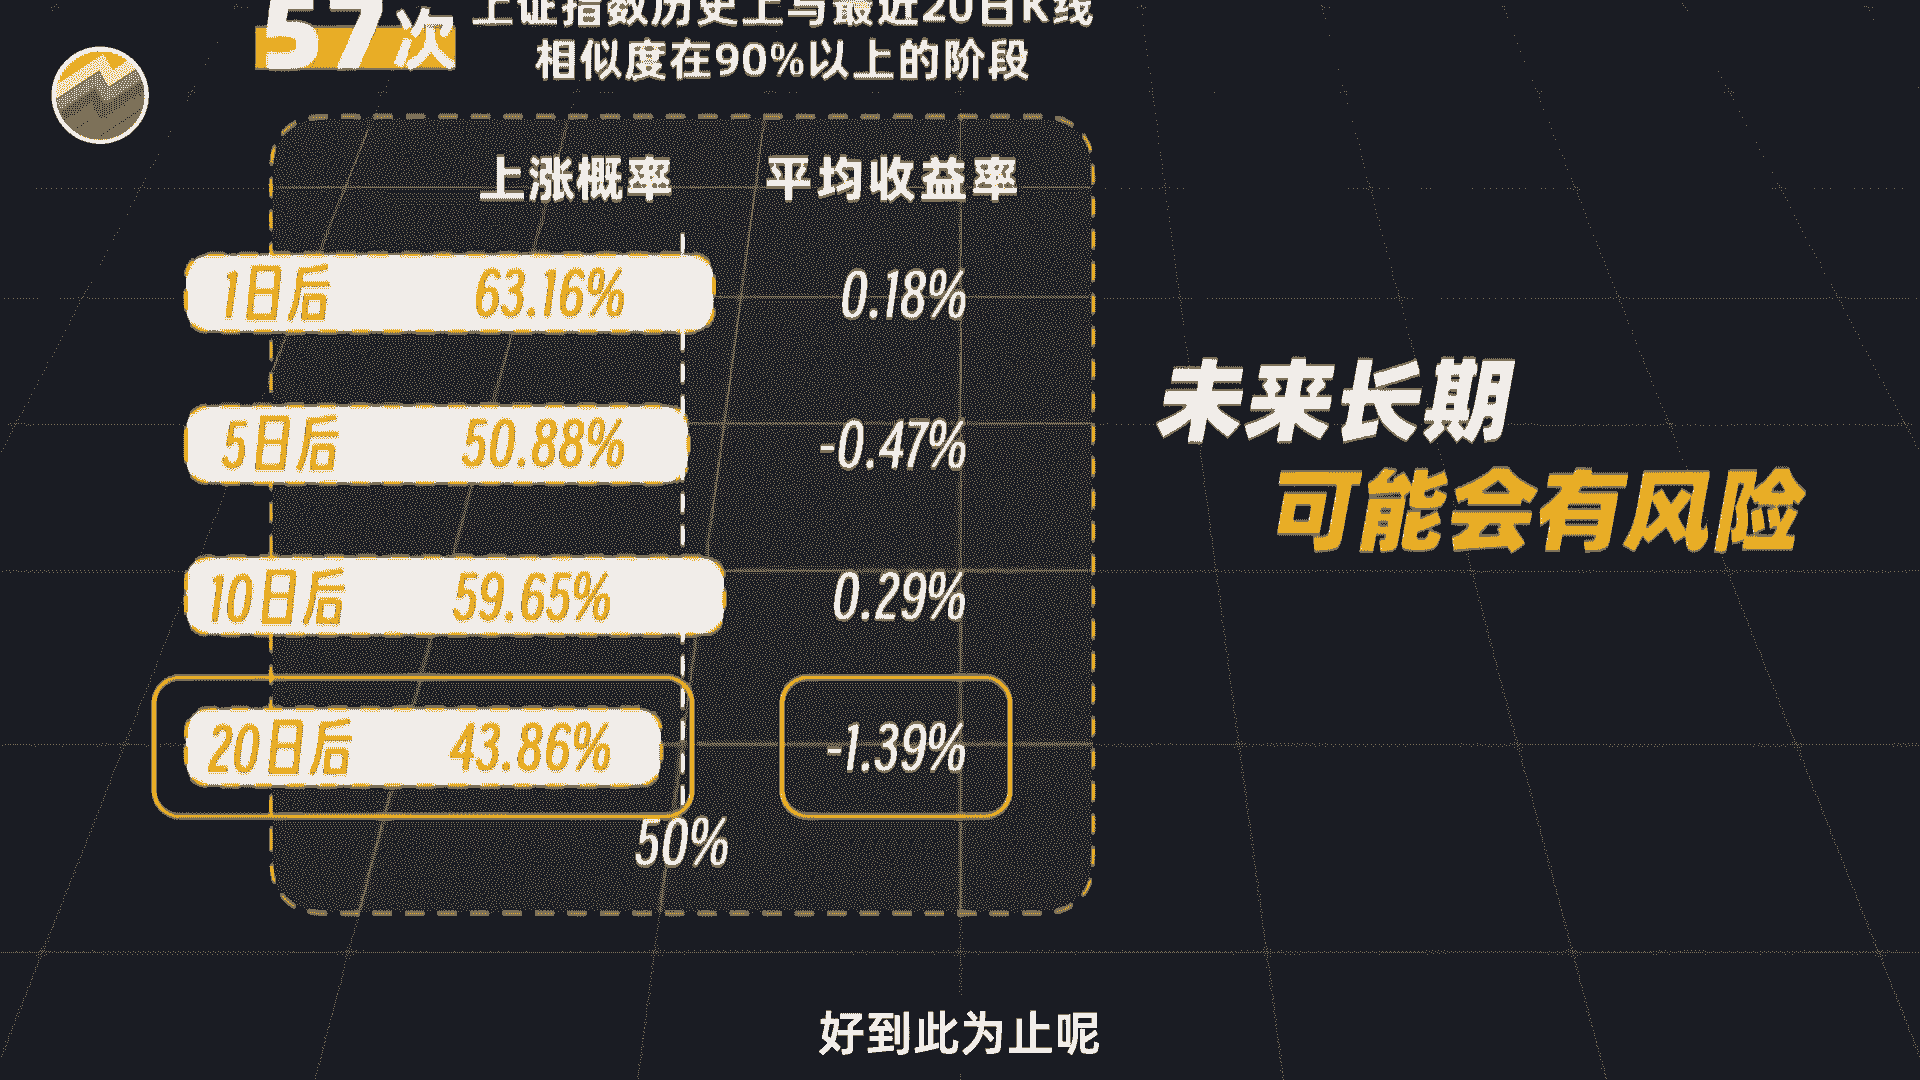 57次
上证指数历史上与最近20日K线
相似度在90%以上的阶段
上涨概率 平均收益率
1日后 63.16% 0.18%
5日后 50.88% -0.47%
10日后 59.65% 0.29%
20日后 43.86% -1.39%
50%
未来长期
可能会有风险
好到此为止呢